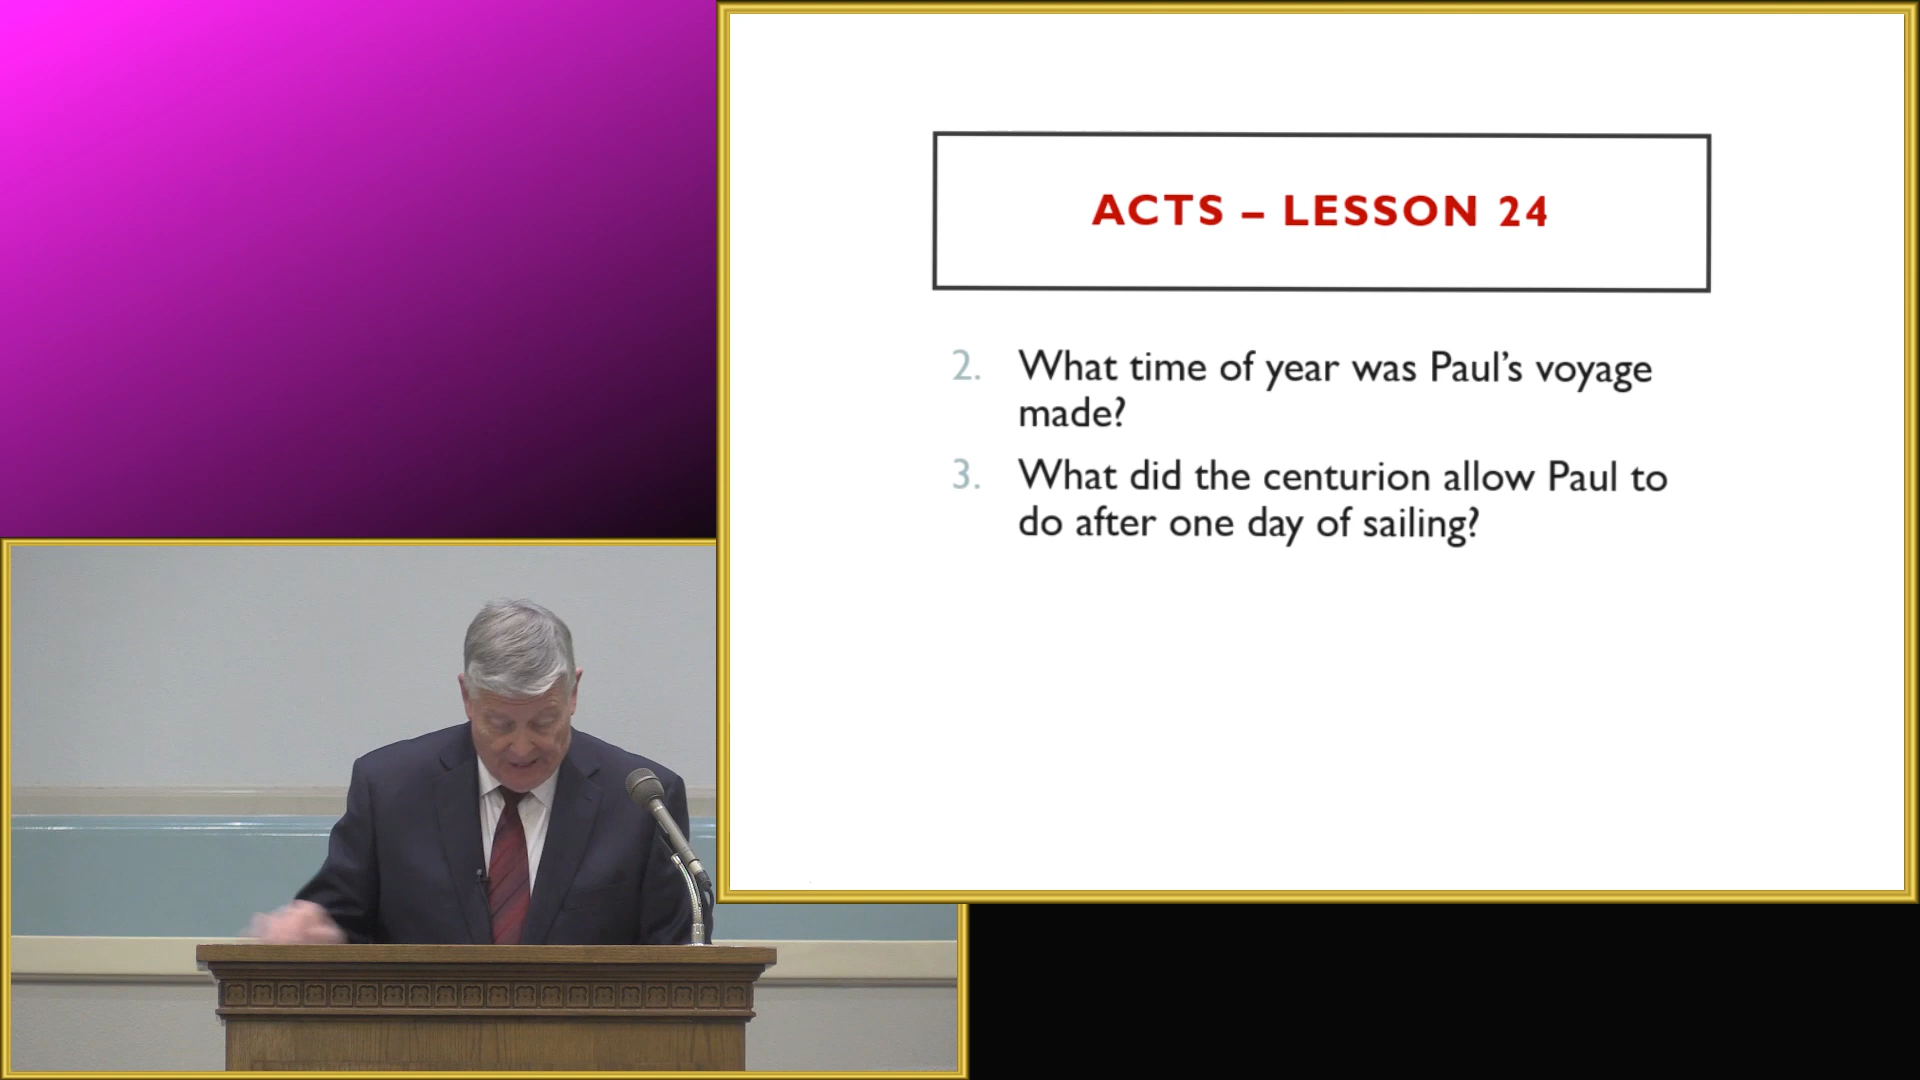 ACTS – LESSON 24
2. What time of year was Paul's voyage
made?
3. What did the centurion allow Paul to
do after one day of sailing?